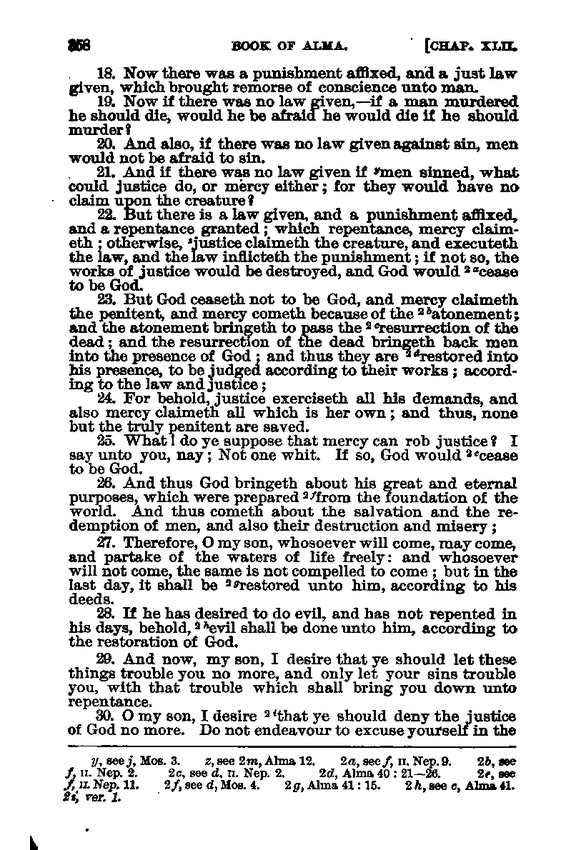 358 BOOK OF ALMA. [CHAP. XLII.
18. Now there was a punishment affixed, and a just law
given, which brought remorse of conscience unto man.
19. Now if there was no law given,—if a man murdered
he should die, would he be afraid he would die if he should
murder?
20. And also, if there was no law given against sin, men
would not be afraid to sin.
21. And if there was no law given if ʸmen sinned, what
could justice do, or mercy either; for they would have no
claim upon the creature?
22. But there is a law given, and a punishment affixed,
and a repentance granted; which repentance, mercy claim-
eth; otherwise, ᶻjustice claimeth the creature, and executeth
the law, and the law inflicteth the punishment; if not so, the
works of justice would be destroyed, and God would ²ᵃcease
to be God.
23. But God ceaseth not to be God, and mercy claimeth
the penitent, and mercy cometh because of the ²ᵇatonement;
and the atonement bringeth to pass the ²ᶜresurrection of the
dead; and the resurrection of the dead bringeth back men
into the presence of God; and thus they are ²ᵈrestored into
his presence, to be judged according to their works; accord-
ing to the law and justice;
24. For behold, justice exerciseth all his demands, and
also mercy claimeth all which is her own; and thus, none
but the truly penitent are saved.
25. What! do ye suppose that mercy can rob justice? I
say unto you, nay; Not one whit. If so, God would ²ᵉcease
to be God.
26. And thus God bringeth about his great and eternal
purposes, which were prepared ²ᶠfrom the foundation of the
world. And thus cometh about the salvation and the re-
demption of men, and also their destruction and misery;
27. Therefore, O my son, whosoever will come, may come,
and partake of the waters of life freely: and whosoever
will not come, the same is not compelled to come; but in the
last day, it shall be ²ᵍrestored unto him, according to his
deeds.
28. If he has desired to do evil, and has not repented in
his days, behold, ²ʰevil shall be done unto him, according to
the restoration of God.
29. And now, my son, I desire that ye should let these
things trouble you no more, and only let your sins trouble
you, with that trouble which shall bring you down unto
repentance.
30. O my son, I desire ²ⁱthat ye should deny the justice
of God no more. Do not endeavour to excuse yourself in the
y, see j, Mos. 3. z, see 2m, Alma 12. 2a, see f, II. Nep. 9. 2b, see
f, II. Nep. 2. 2c, see d, II. Nep. 2. 2d, Alma 40: 21—26. 2e, see
f, II. Nep. 11. 2f, see d, Mos. 4. 2g, Alma 41: 15. 2h, see e, Alma 41.
2i, ver. 1.